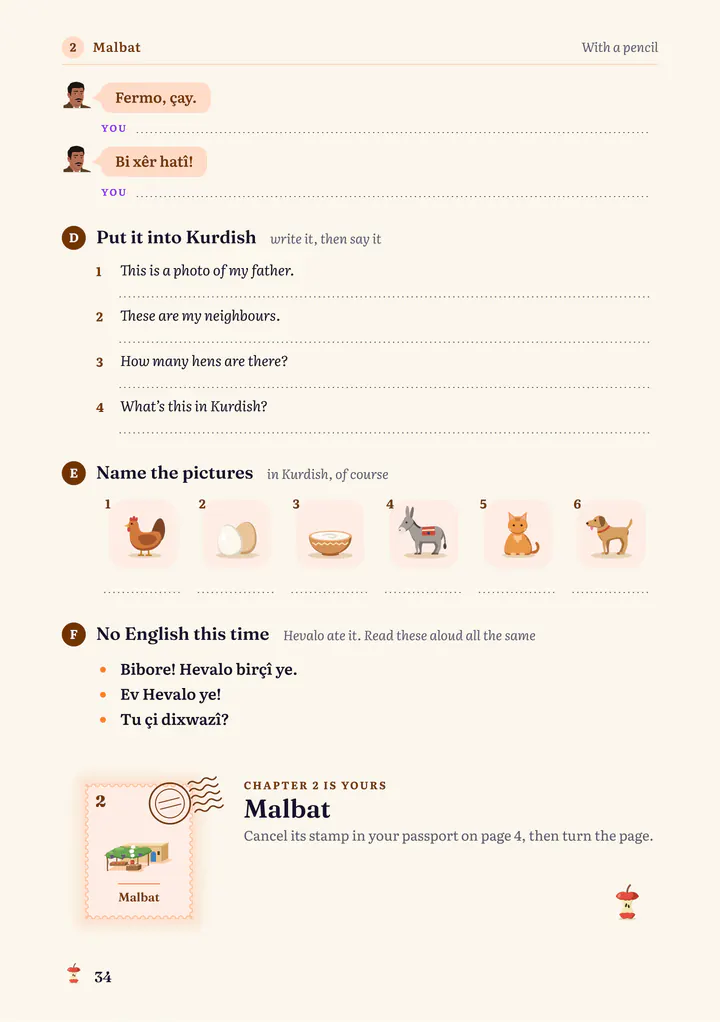 2 Malbat With a pencil
Fermo, çay.
YOU
Bi xêr hatî!
YOU
D Put it into Kurdish write it, then say it
1 This is a photo of my father.
2 These are my neighbours.
3 How many hens are there?
4 What's this in Kurdish?
E Name the pictures in Kurdish, of course
1 2 3 4 5 6
F No English this time Hevalo ate it. Read these aloud all the same
• Bibore! Hevalo birçî ye.
• Ev Hevalo ye!
• Tu çi dixwazî?
2
Malbat
CHAPTER 2 IS YOURS
Malbat
Cancel its stamp in your passport on page 4, then turn the page.
34